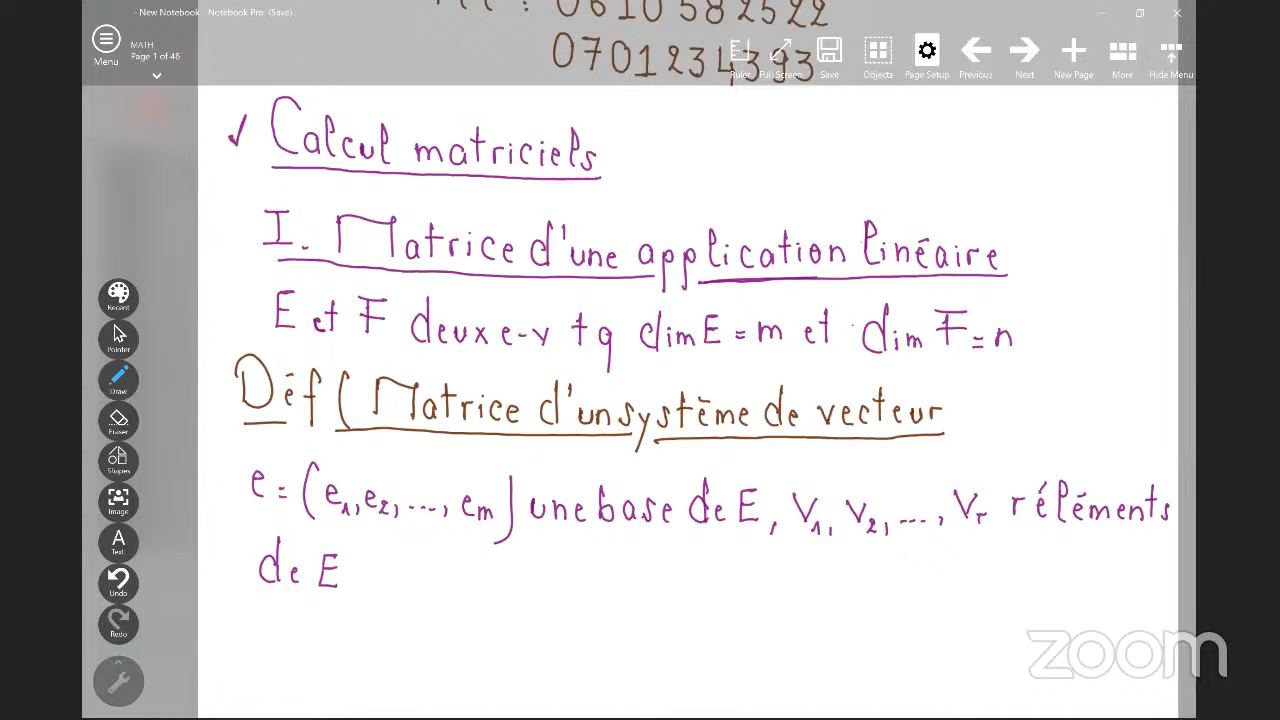 - New Notebook Notebook Pro (Save).
: 0610582522
0701234393
Menu
MATH
Page 1 of 46
Ruler Full Screen Save Objects Page Setup Previous Next New Page More Hide Menu
✓ Calcul matriciels
I. Matrice d'une application linéaire
E et F deux e-v tq dim E = m et dim F = n
Déf ( Matrice d'un système de vecteur
e = (e1, e2, ..., em) une base de E, V1, V2, ..., Vr r éléments
de E
Recent
Pointer
Draw
Eraser
Shapes
Image
Text
Undo
Redo
zoom